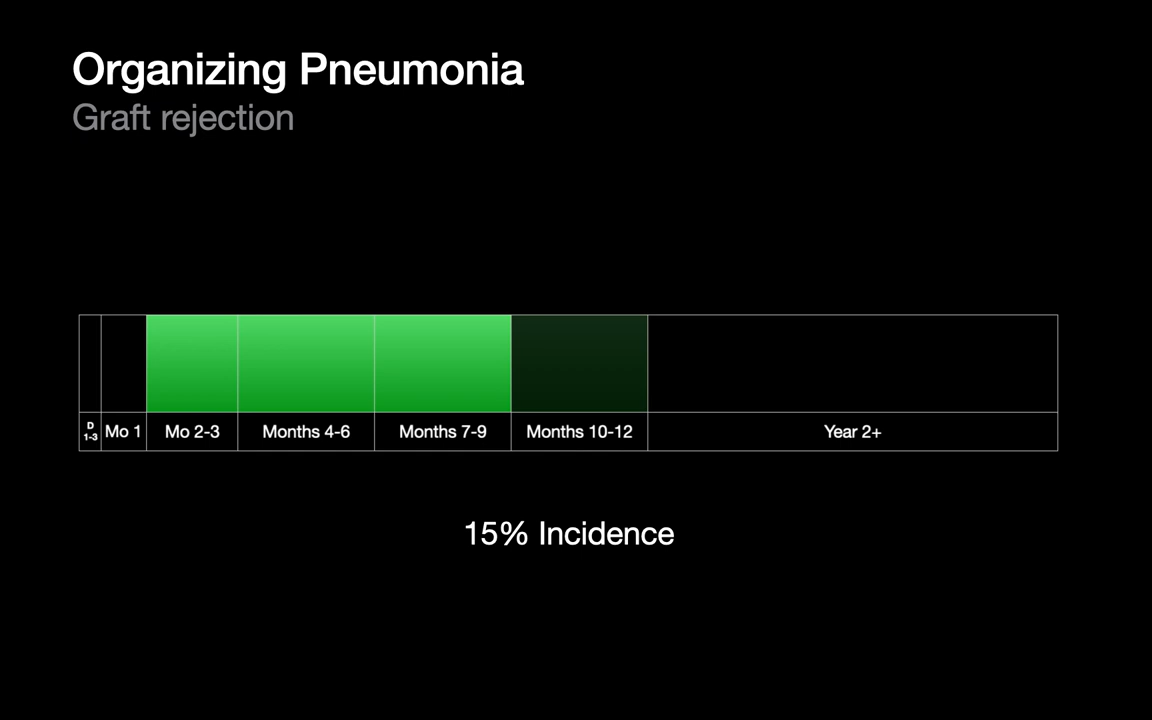 Organizing Pneumonia
Graft rejection
D
1-3
Mo 1
Mo 2-3
Months 4-6
Months 7-9
Months 10-12
Year 2+
15% Incidence